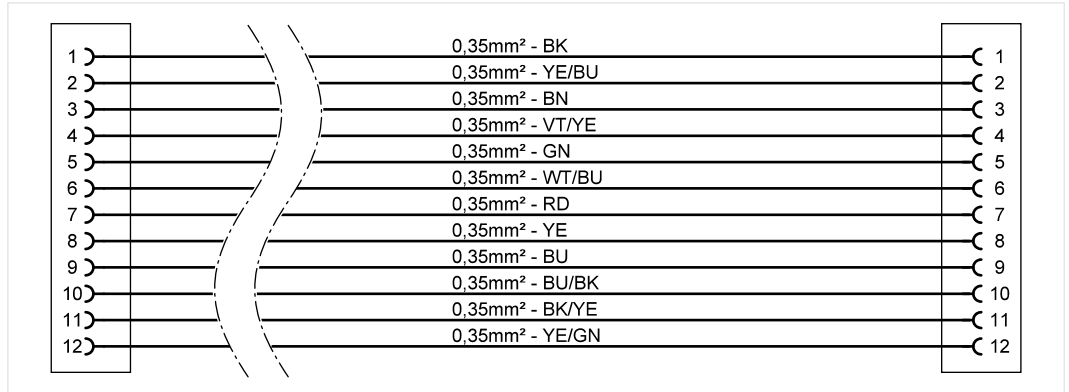 0,35mm² - BK
1 1
0,35mm² - YE/BU
2 2
0,35mm² - BN
3 3
0,35mm² - VT/YE
4 4
0,35mm² - GN
5 5
0,35mm² - WT/BU
6 6
0,35mm² - RD
7 7
0,35mm² - YE
8 8
0,35mm² - BU
9 9
0,35mm² - BU/BK
10 10
0,35mm² - BK/YE
11 11
0,35mm² - YE/GN
12 12